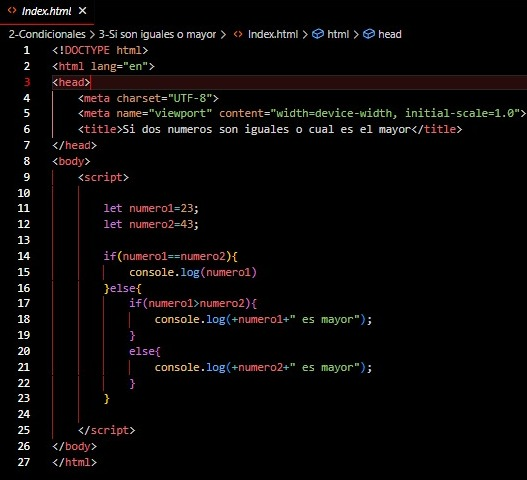 <> Index.html ×
2-Condicionales > 3-Si son iguales o mayor > <> Index.html > html > head
1 <!DOCTYPE html>
2 <html lang="en">
3 <head>
4 <meta charset="UTF-8">
5 <meta name="viewport" content="width=device-width, initial-scale=1.0">
6 <title>Si dos numeros son iguales o cual es el mayor</title>
7 </head>
8 <body>
9 <script>
10
11 let numero1=23;
12 let numero2=43;
13
14 if(numero1==numero2){
15 console.log(numero1)
16 }else{
17 if(numero1>numero2){
18 console.log(+numero1+" es mayor");
19 }
20 else{
21 console.log(+numero2+" es mayor");
22 }
23 }
24
25 </script>
26 </body>
27 </html>